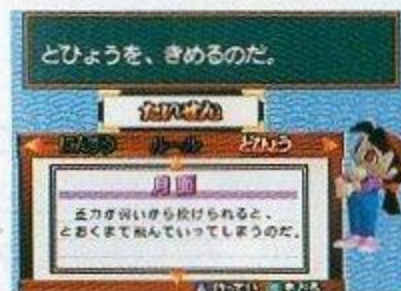 とひょうを、きめるのだ。
たいせん
ルール どひょう
月面
重力が弱いから投げられると、
とおくまで飛んでいってしまうのだ。